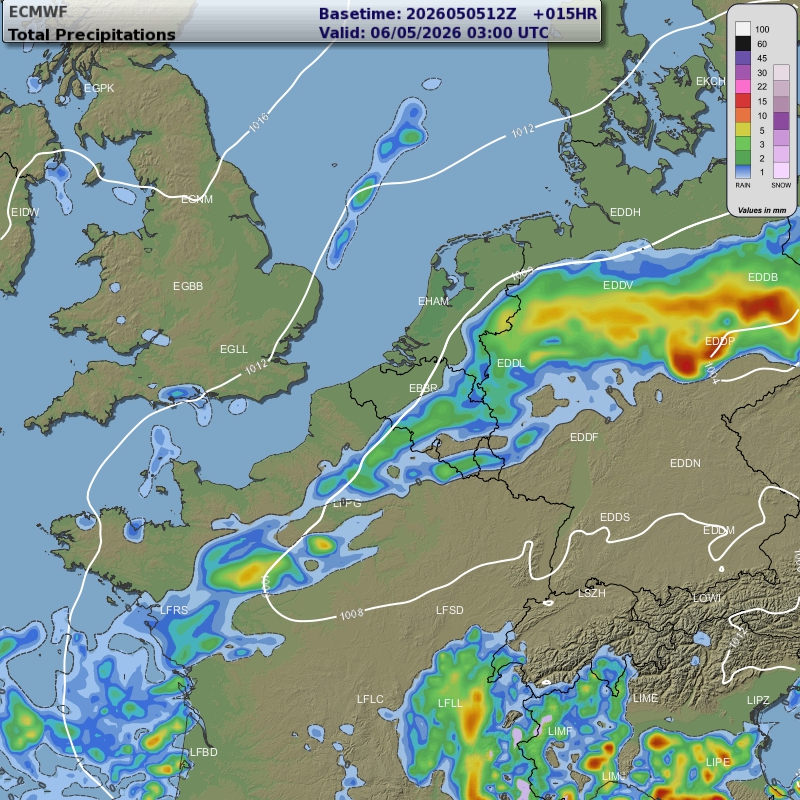 ECMWF
Total Precipitations
Basetime: 2026050512Z +015HR
Valid: 06/05/2026 03:00 UTC
100
60
45
30
22
15
10
5
3
2
1
RAIN
SNOW
Values in mm
EGPK
EKCH
1016
1012
EGNM
EIDW
EDDH
EGBB
EDDV
EDDB
EHAM
EGLL
EDDP
1012
EDDL
EBBR
EDDF
EDDN
LFPG
EDDS
EDDM
LFRS
1008
LFSD
LSZH
LOWI
1012
LFLC
LFLL
LIME
LIPZ
LIMF
LFBD
LIPE